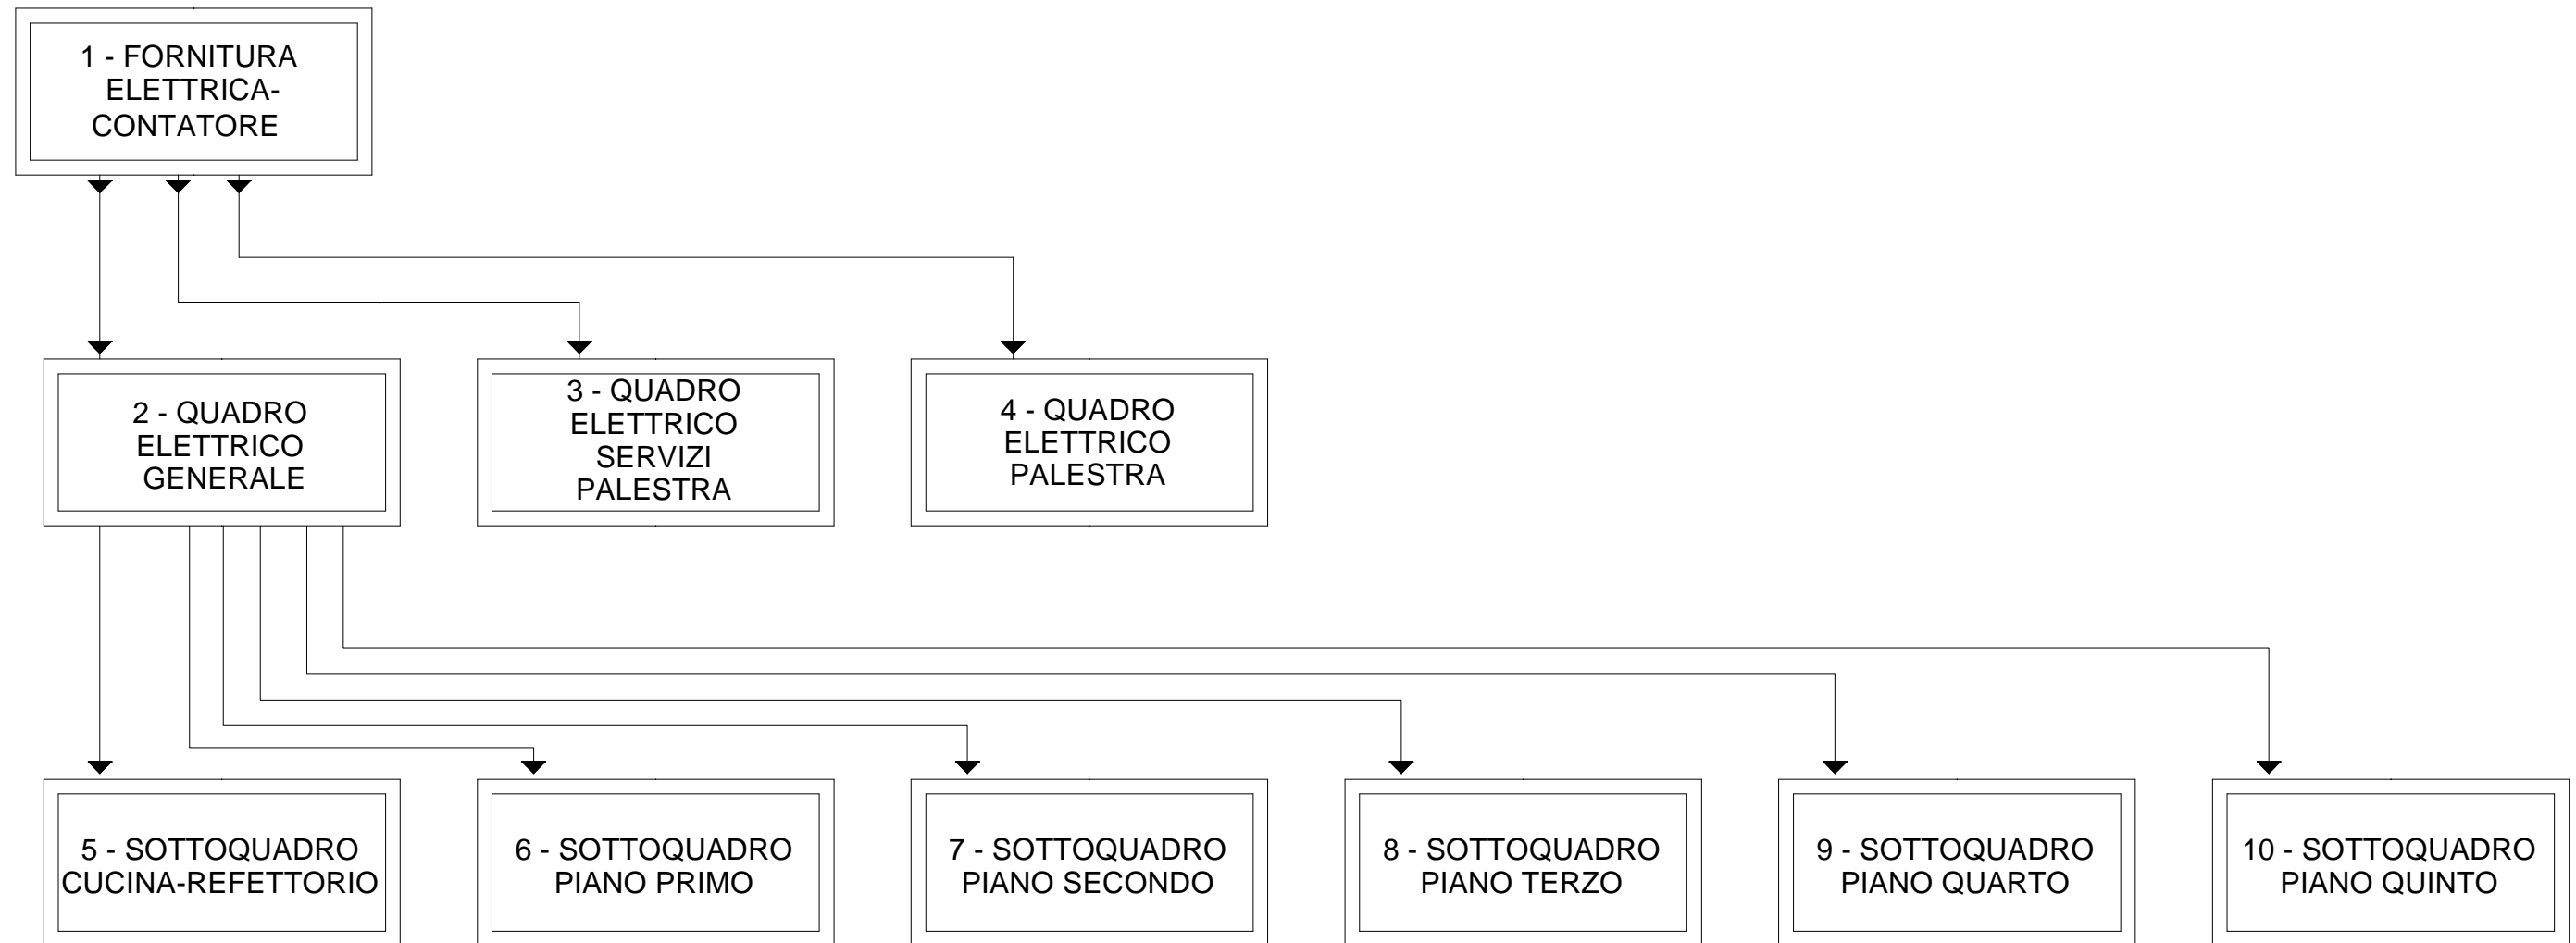 1 - FORNITURA
ELETTRICA-
CONTATORE
2 - QUADRO
ELETTRICO
GENERALE
3 - QUADRO
ELETTRICO
SERVIZI
PALESTRA
4 - QUADRO
ELETTRICO
PALESTRA
5 - SOTTOQUADRO
CUCINA-REFETTORIO
6 - SOTTOQUADRO
PIANO PRIMO
7 - SOTTOQUADRO
PIANO SECONDO
8 - SOTTOQUADRO
PIANO TERZO
9 - SOTTOQUADRO
PIANO QUARTO
10 - SOTTOQUADRO
PIANO QUINTO